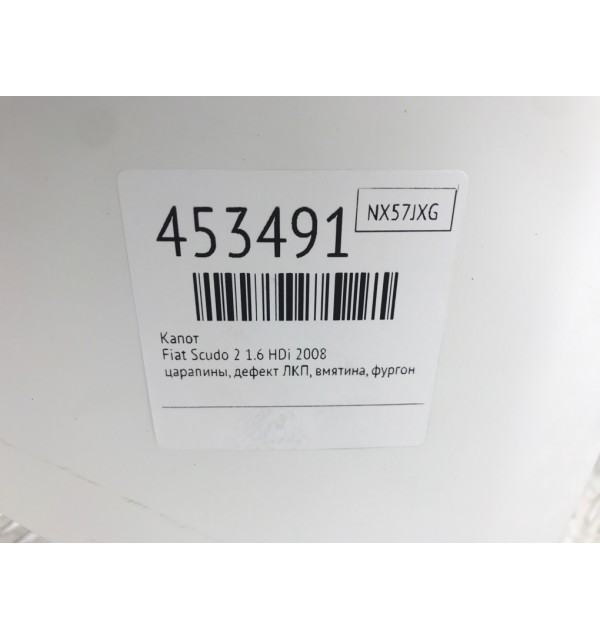 453491
NX57JXG
Капот
Fiat Scudo 2 1.6 HDi 2008
царапины, дефект ЛКП, вмятина, фургон